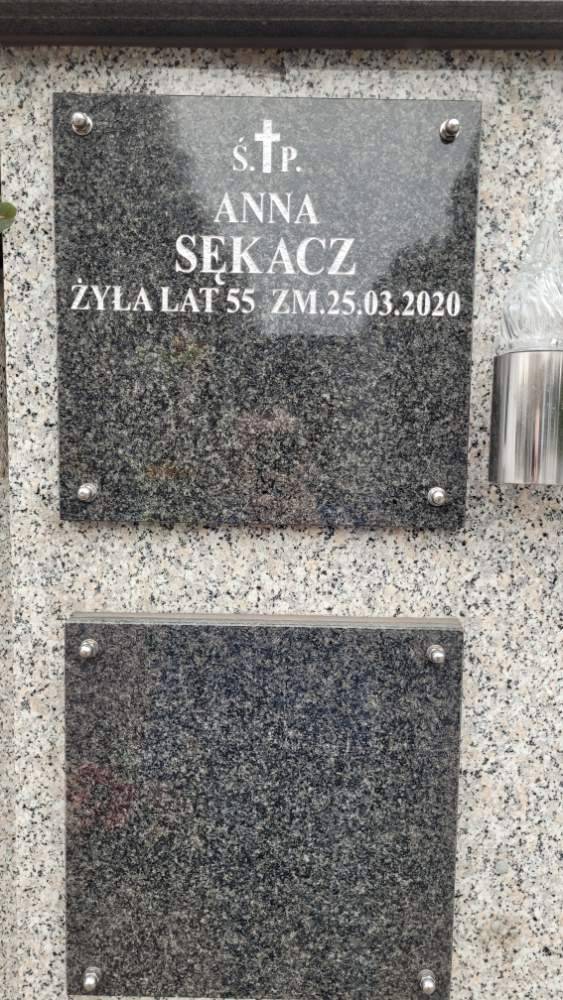 Ś.†P.
ANNA
SĘKACZ
ŻYŁA LAT 55 ZM.25.03.2020